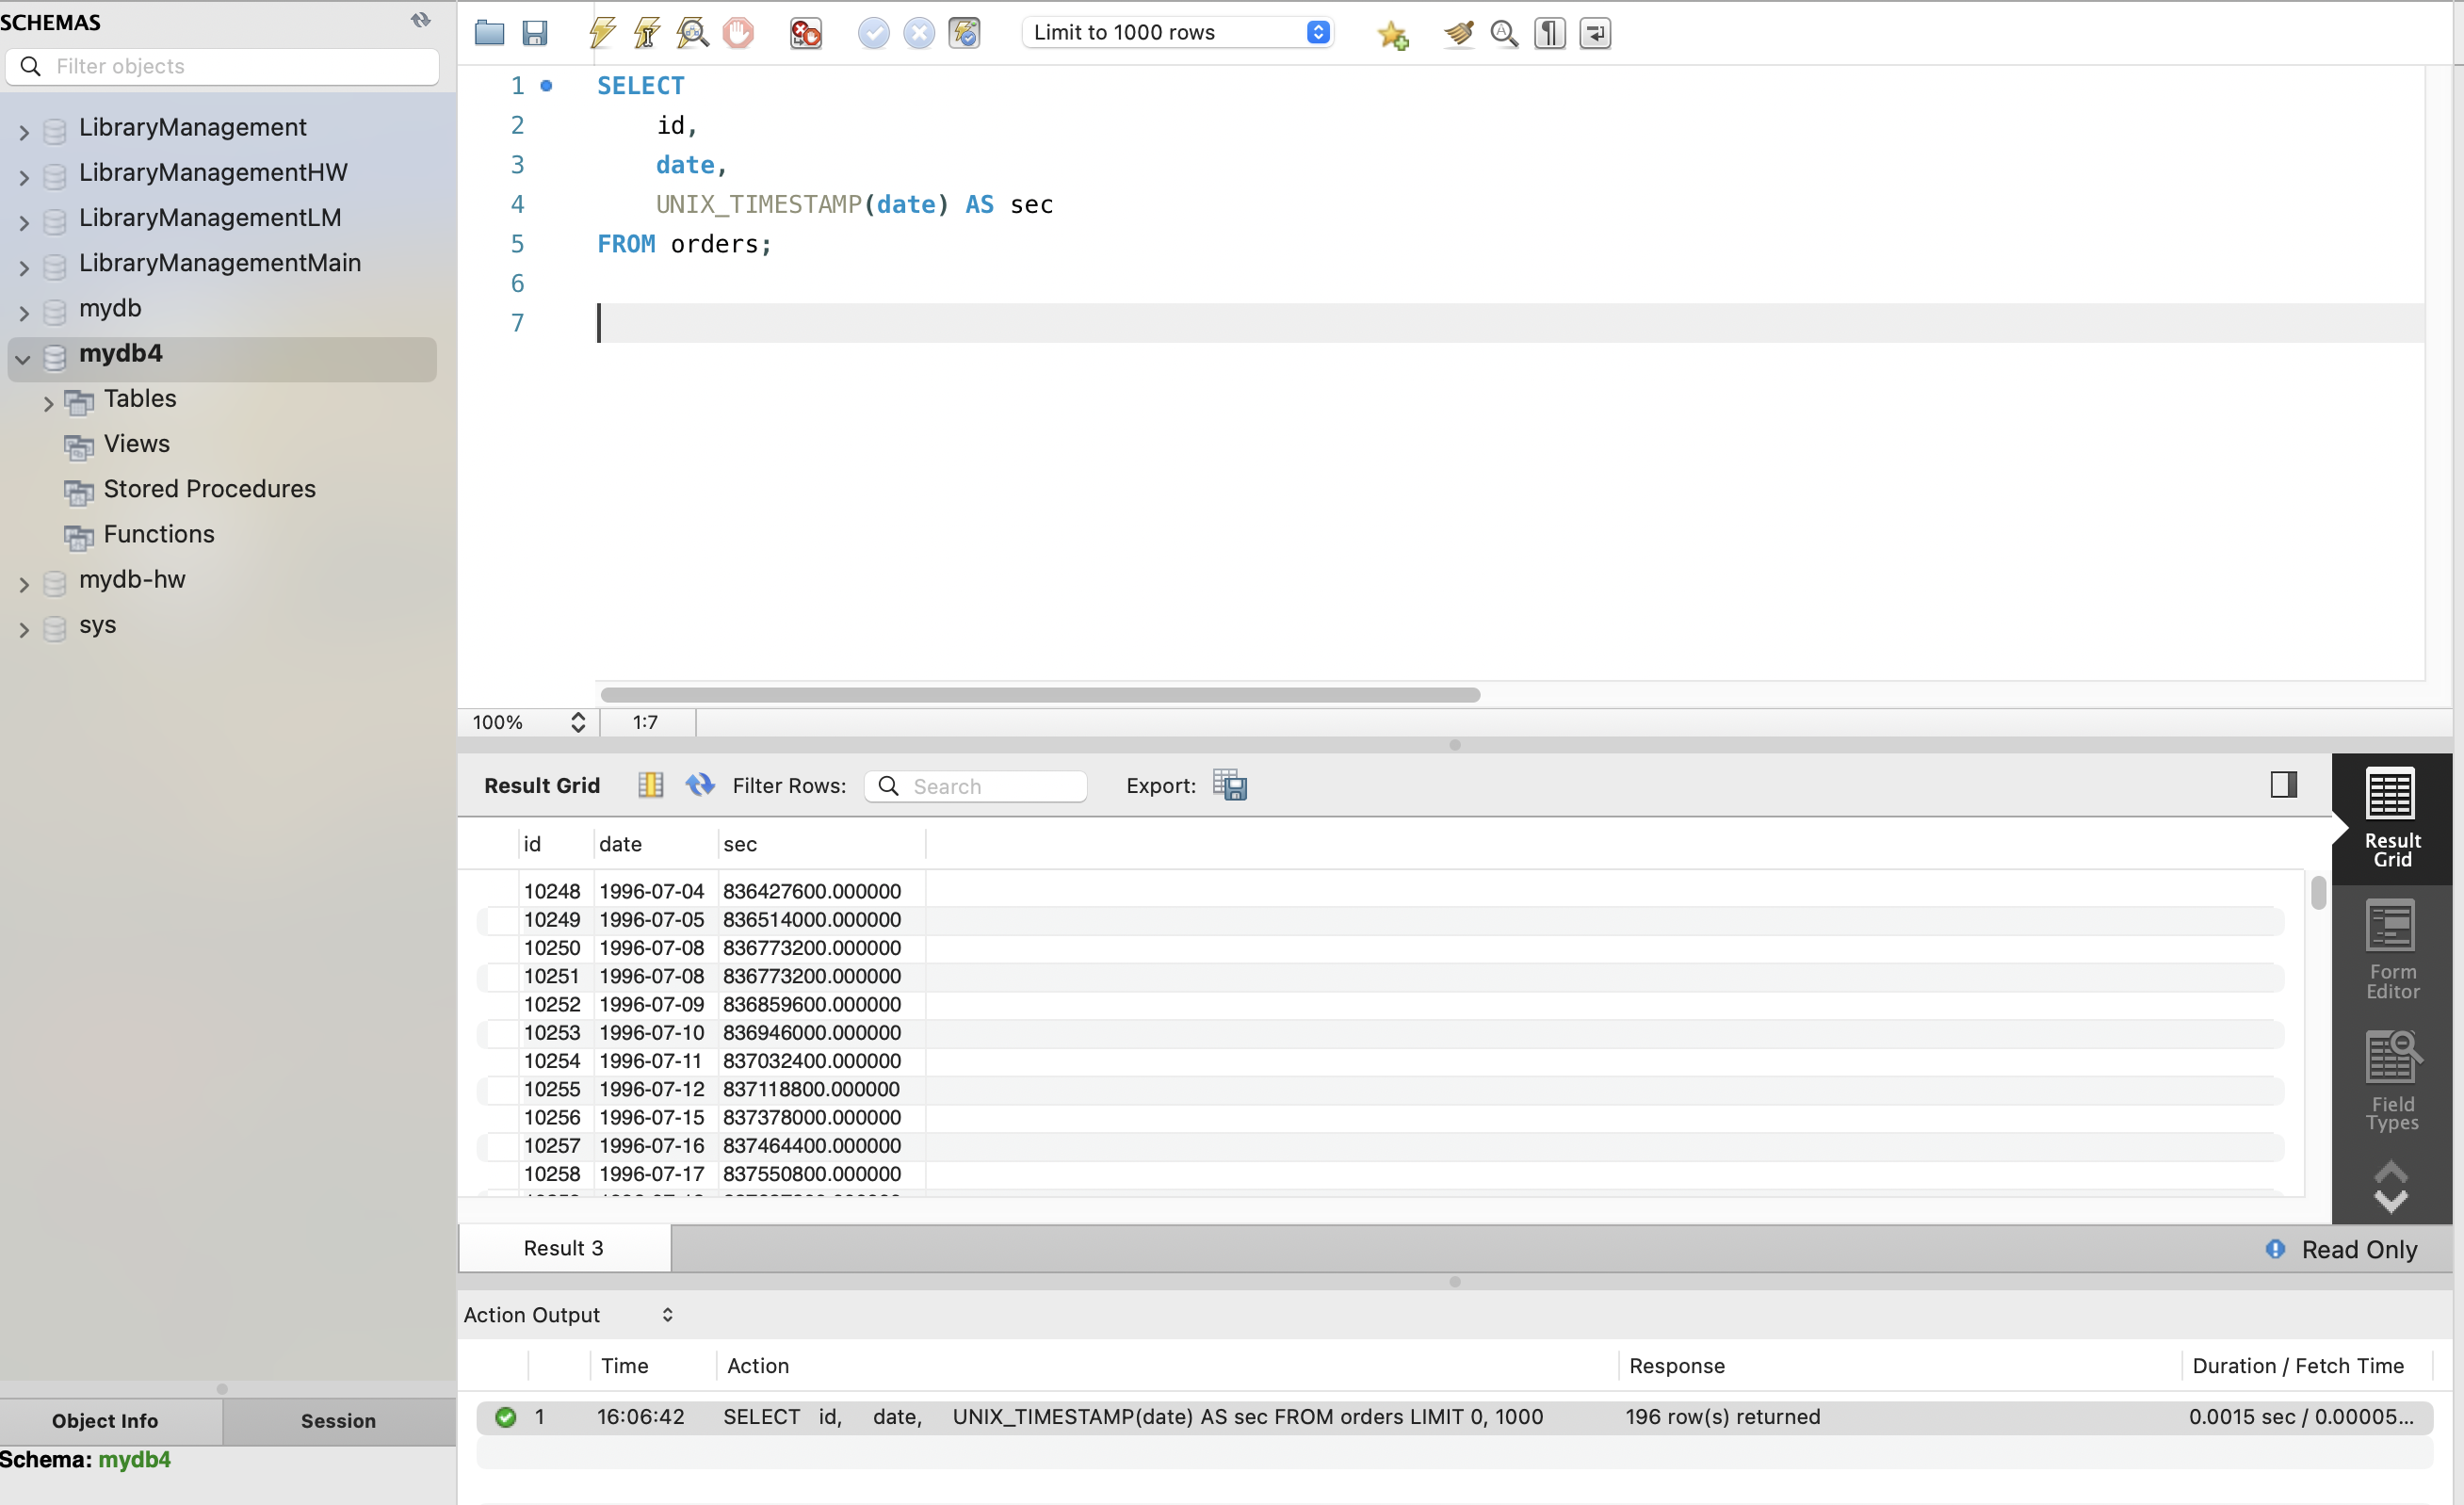 SCHEMAS
Filter objects
LibraryManagement
LibraryManagementHW
LibraryManagementLM
LibraryManagementMain
mydb
mydb4
Tables
Views
Stored Procedures
Functions
mydb-hw
sys
Object Info Session
Schema: mydb4
Limit to 1000 rows
1 SELECT
2 id,
3 date,
4 UNIX_TIMESTAMP(date) AS sec
5 FROM orders;
6
7
100% 1:7
Result Grid Filter Rows: Search Export:
id date sec
10248 1996-07-04 836427600.000000
10249 1996-07-05 836514000.000000
10250 1996-07-08 836773200.000000
10251 1996-07-08 836773200.000000
10252 1996-07-09 836859600.000000
10253 1996-07-10 836946000.000000
10254 1996-07-11 837032400.000000
10255 1996-07-12 837118800.000000
10256 1996-07-15 837378000.000000
10257 1996-07-16 837464400.000000
10258 1996-07-17 837550800.000000
Result
Grid
Form
Editor
Field
Types
Result 3 Read Only
Action Output
Time Action Response Duration / Fetch Time
1 16:06:42 SELECT id, date, UNIX_TIMESTAMP(date) AS sec FROM orders LIMIT 0, 1000 196 row(s) returned 0.0015 sec / 0.00005...